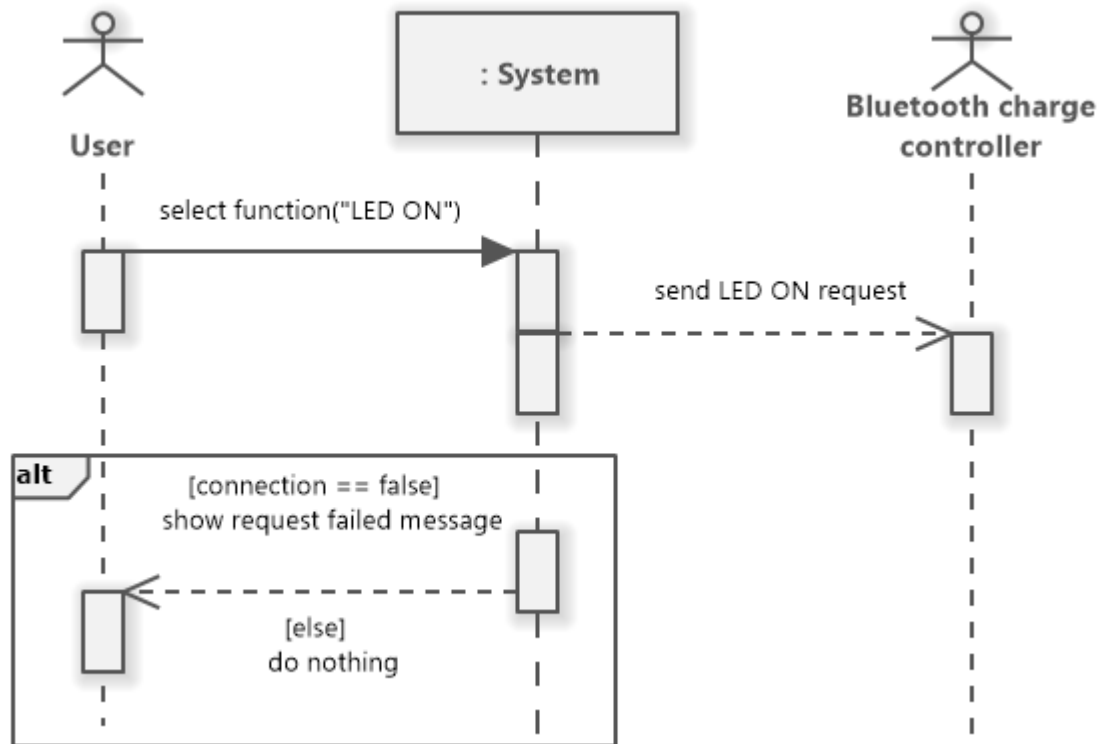 User
: System
Bluetooth charge
controller
select function("LED ON")
send LED ON request
alt
[connection == false]
show request failed message
[else]
do nothing